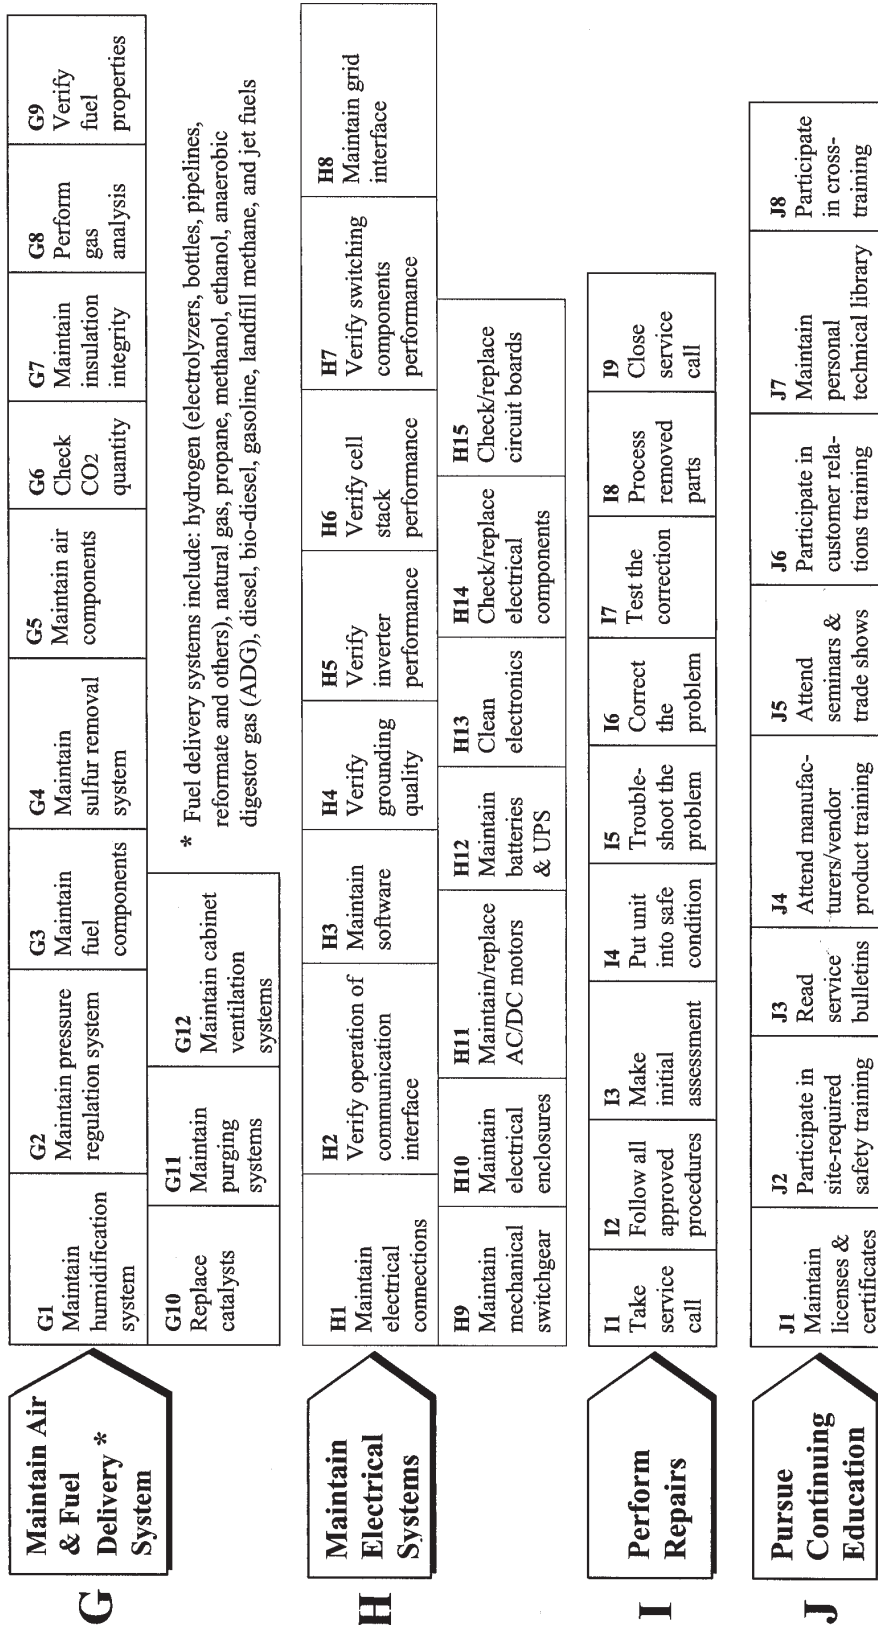 G
Maintain Air
& Fuel
Delivery *
System
G1
Maintain
humidification
system
G2
Maintain pressure
regulation system
G3
Maintain
fuel
components
G4
Maintain
sulfur removal
system
G5
Maintain air
components
G6
Check
CO2
quantity
G7
Maintain
insulation
integrity
G8
Perform
gas
analysis
G9
Verify
fuel
properties
G10
Replace
catalysts
G11
Maintain
purging
systems
G12
Maintain cabinet
ventilation
systems
* Fuel delivery systems include: hydrogen (electrolyzers, bottles, pipelines,
reformate and others), natural gas, propane, methanol, ethanol, anaerobic
digestor gas (ADG), diesel, bio-diesel, gasoline, landfill methane, and jet fuels
H
Maintain
Electrical
Systems
H1
Maintain
electrical
connections
H2
Verify operation of
communication
interface
H3
Maintain
software
H4
Verify
grounding
quality
H5
Verify
inverter
performance
H6
Verify cell
stack
performance
H7
Verify switching
components
performance
H8
Maintain grid
interface
H9
Maintain
mechanical
switchgear
H10
Maintain
electrical
enclosures
H11
Maintain/replace
AC/DC motors
H12
Maintain
batteries
& UPS
H13
Clean
electronics
H14
Check/replace
electrical
components
H15
Check/replace
circuit boards
I
Perform
Repairs
I1
Take
service
call
I2
Follow all
approved
procedures
I3
Make
initial
assessment
I4
Put unit
into safe
condition
I5
Trouble-
shoot the
problem
I6
Correct
the
problem
I7
Test the
correction
I8
Process
removed
parts
I9
Close
service
call
J
Pursue
Continuing
Education
J1
Maintain
licenses &
certificates
J2
Participate in
site-required
safety training
J3
Read
service
bulletins
J4
Attend manufac-
turers/vendor
product training
J5
Attend
seminars &
trade shows
J6
Participate in
customer rela-
tions training
J7
Maintain
personal
technical library
J8
Participate
in cross-
training